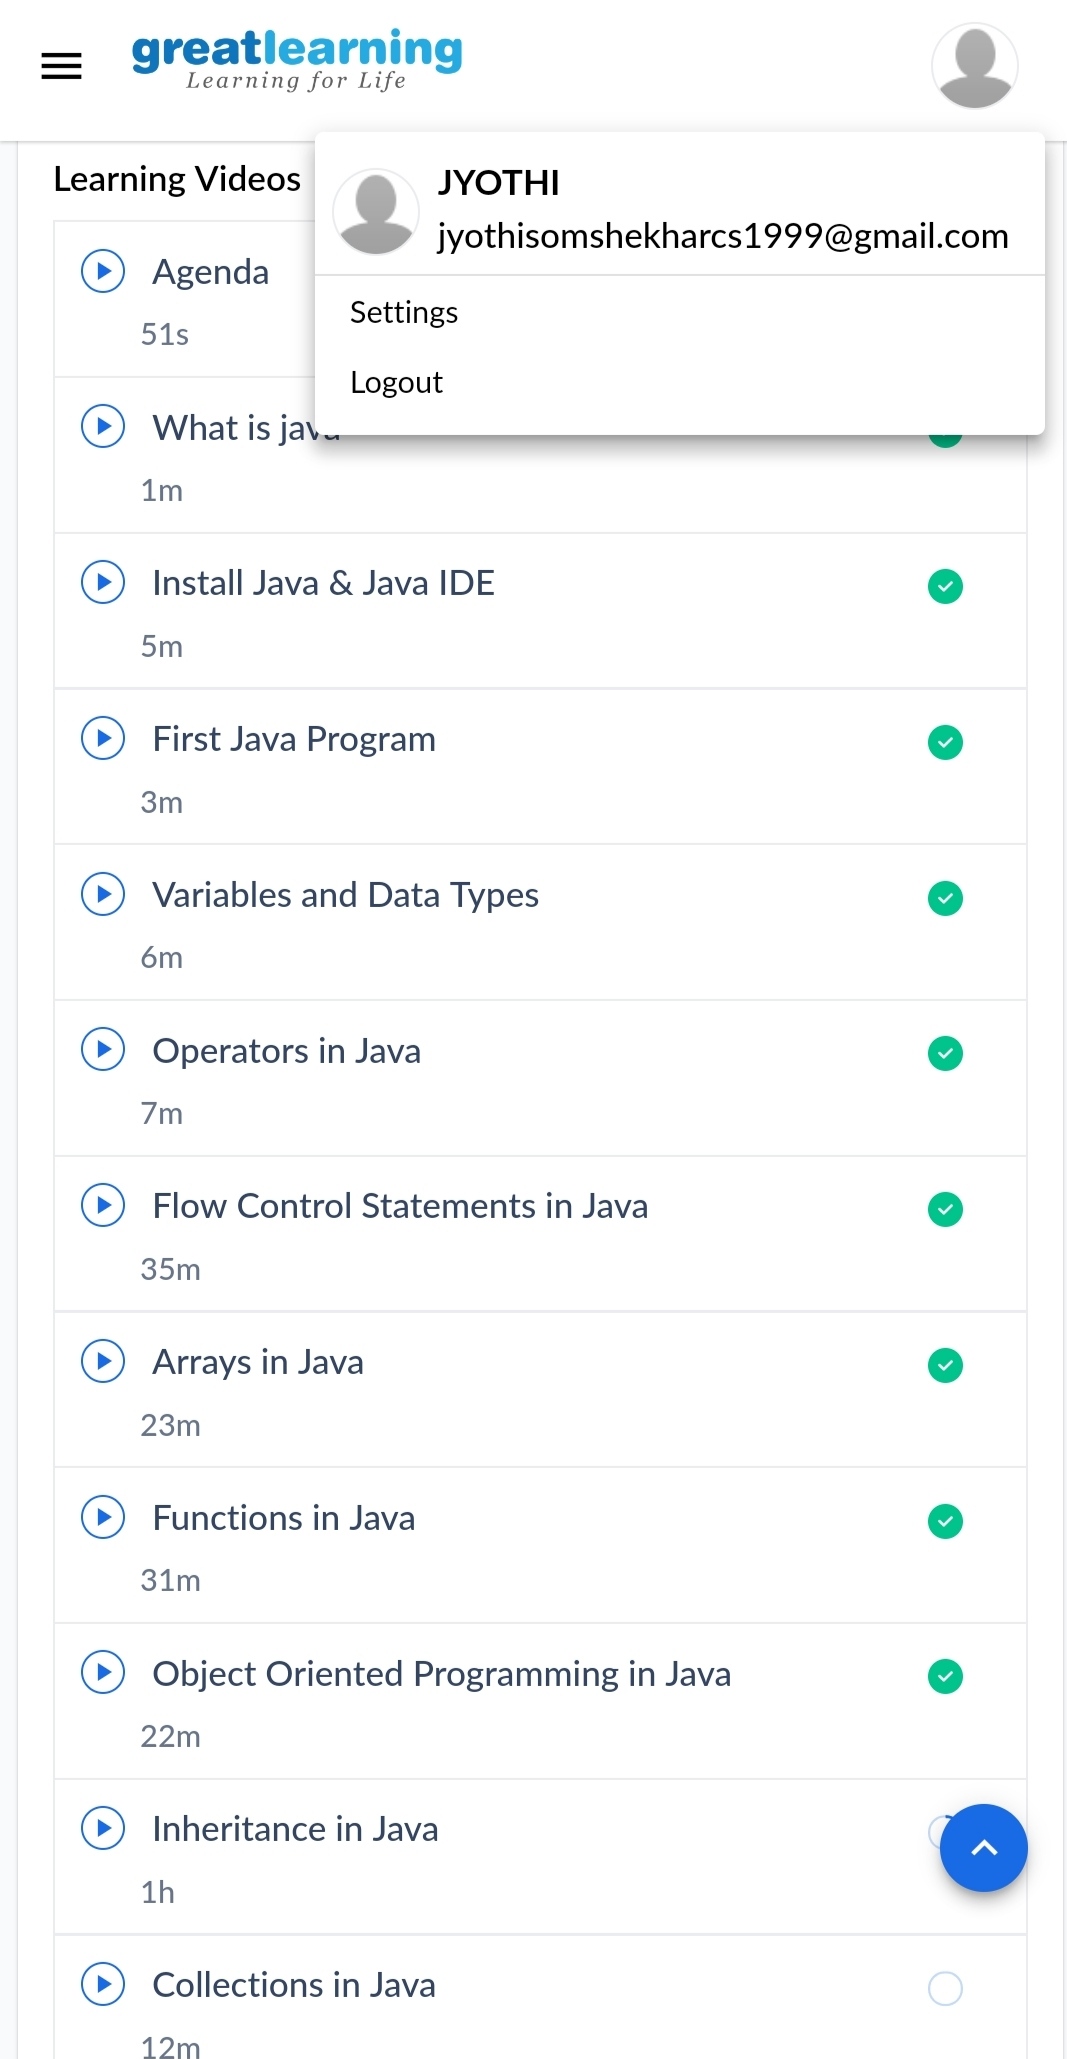 greatlearning
Learning for Life
Learning Videos
JYOTHI
jyothisomshekharcs1999@gmail.com
Settings
Logout
Agenda
51s
What is java
1m
Install Java & Java IDE
5m
First Java Program
3m
Variables and Data Types
6m
Operators in Java
7m
Flow Control Statements in Java
35m
Arrays in Java
23m
Functions in Java
31m
Object Oriented Programming in Java
22m
Inheritance in Java
1h
Collections in Java
12m